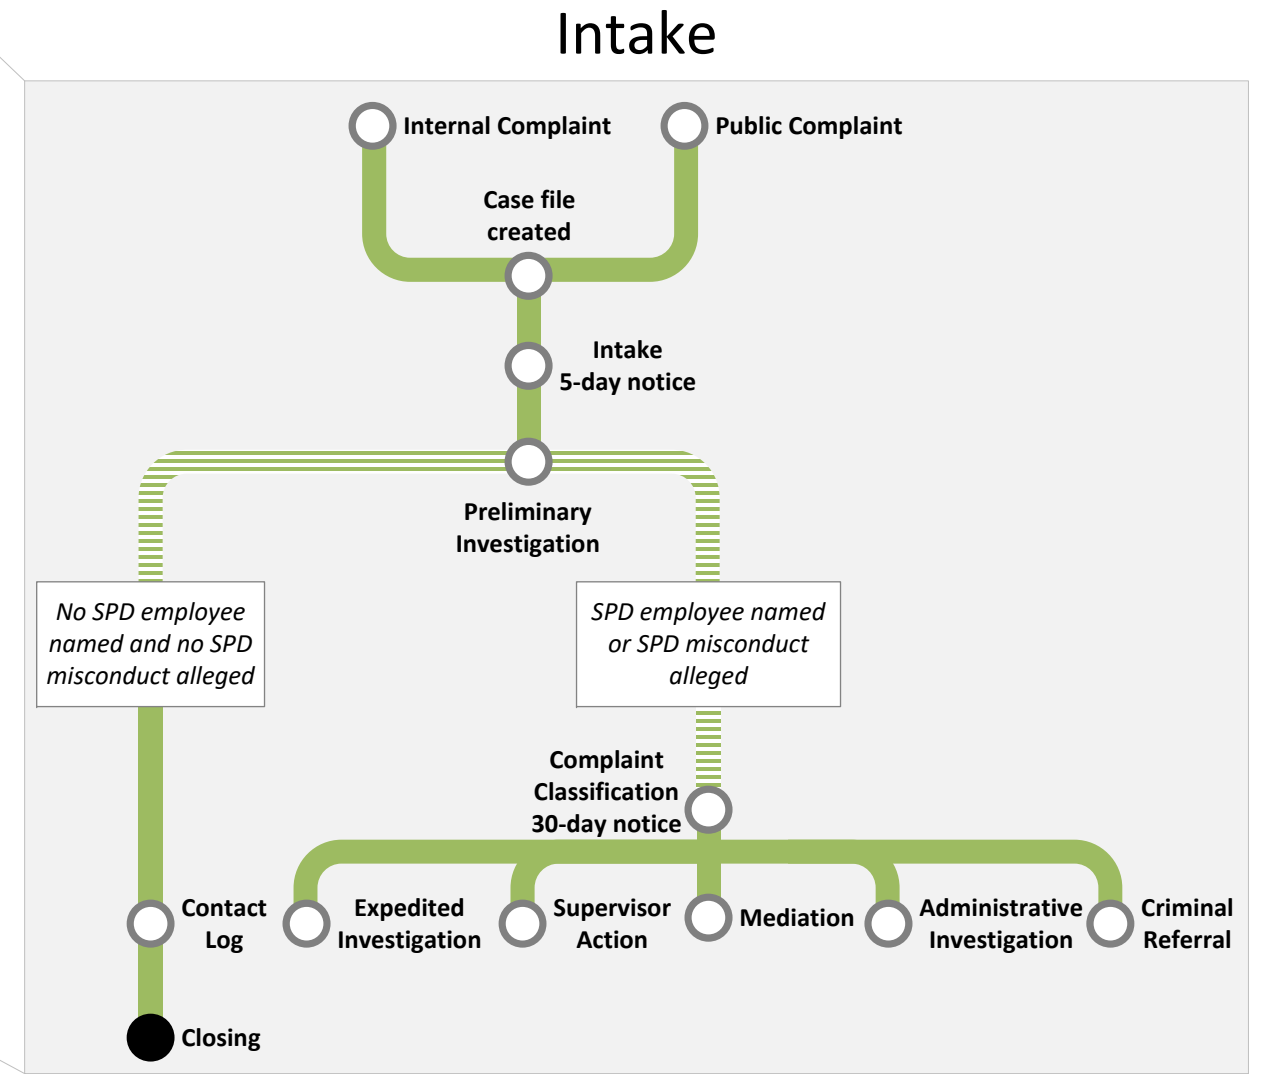 Intake
Internal Complaint
Public Complaint
Case file
created
Intake
5-day notice
Preliminary
Investigation
No SPD employee
named and no SPD
misconduct alleged
SPD employee named
or SPD misconduct
alleged
Complaint
Classification
30-day notice
Contact
Log
Expedited
Investigation
Supervisor
Action
Mediation
Administrative
Investigation
Criminal
Referral
Closing